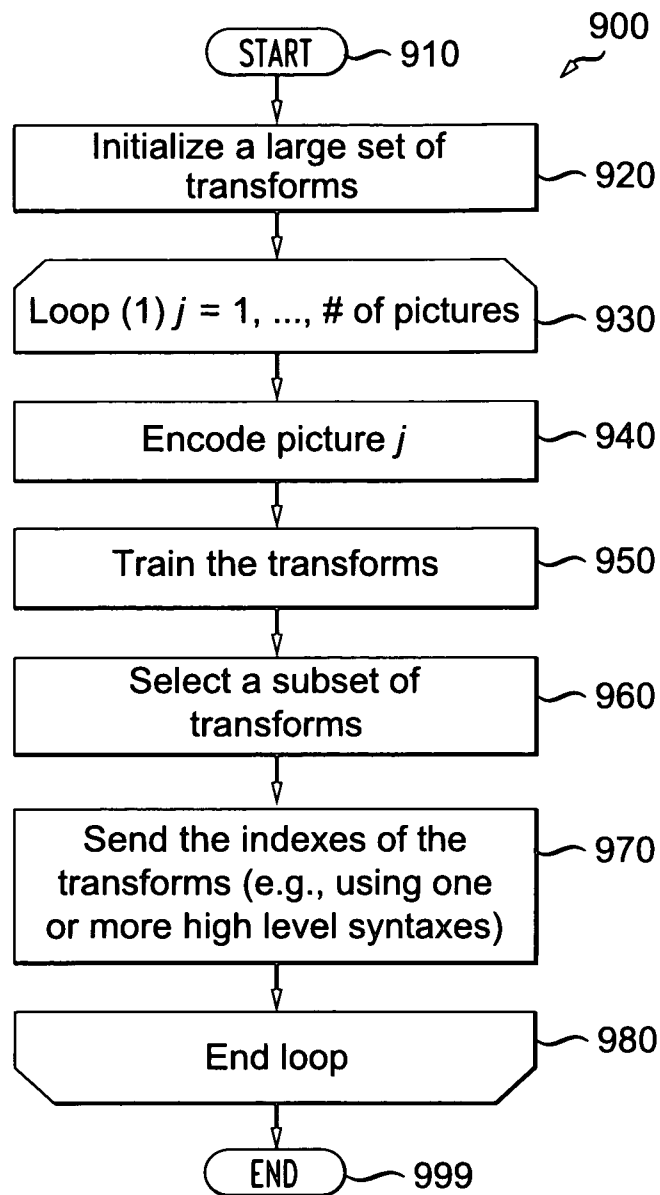 900
START 910
Initialize a large set of
transforms 920
Loop (1) j = 1, ..., # of pictures 930
Encode picture j 940
Train the transforms 950
Select a subset of
transforms 960
Send the indexes of the
transforms (e.g., using one
or more high level syntaxes) 970
End loop 980
END 999